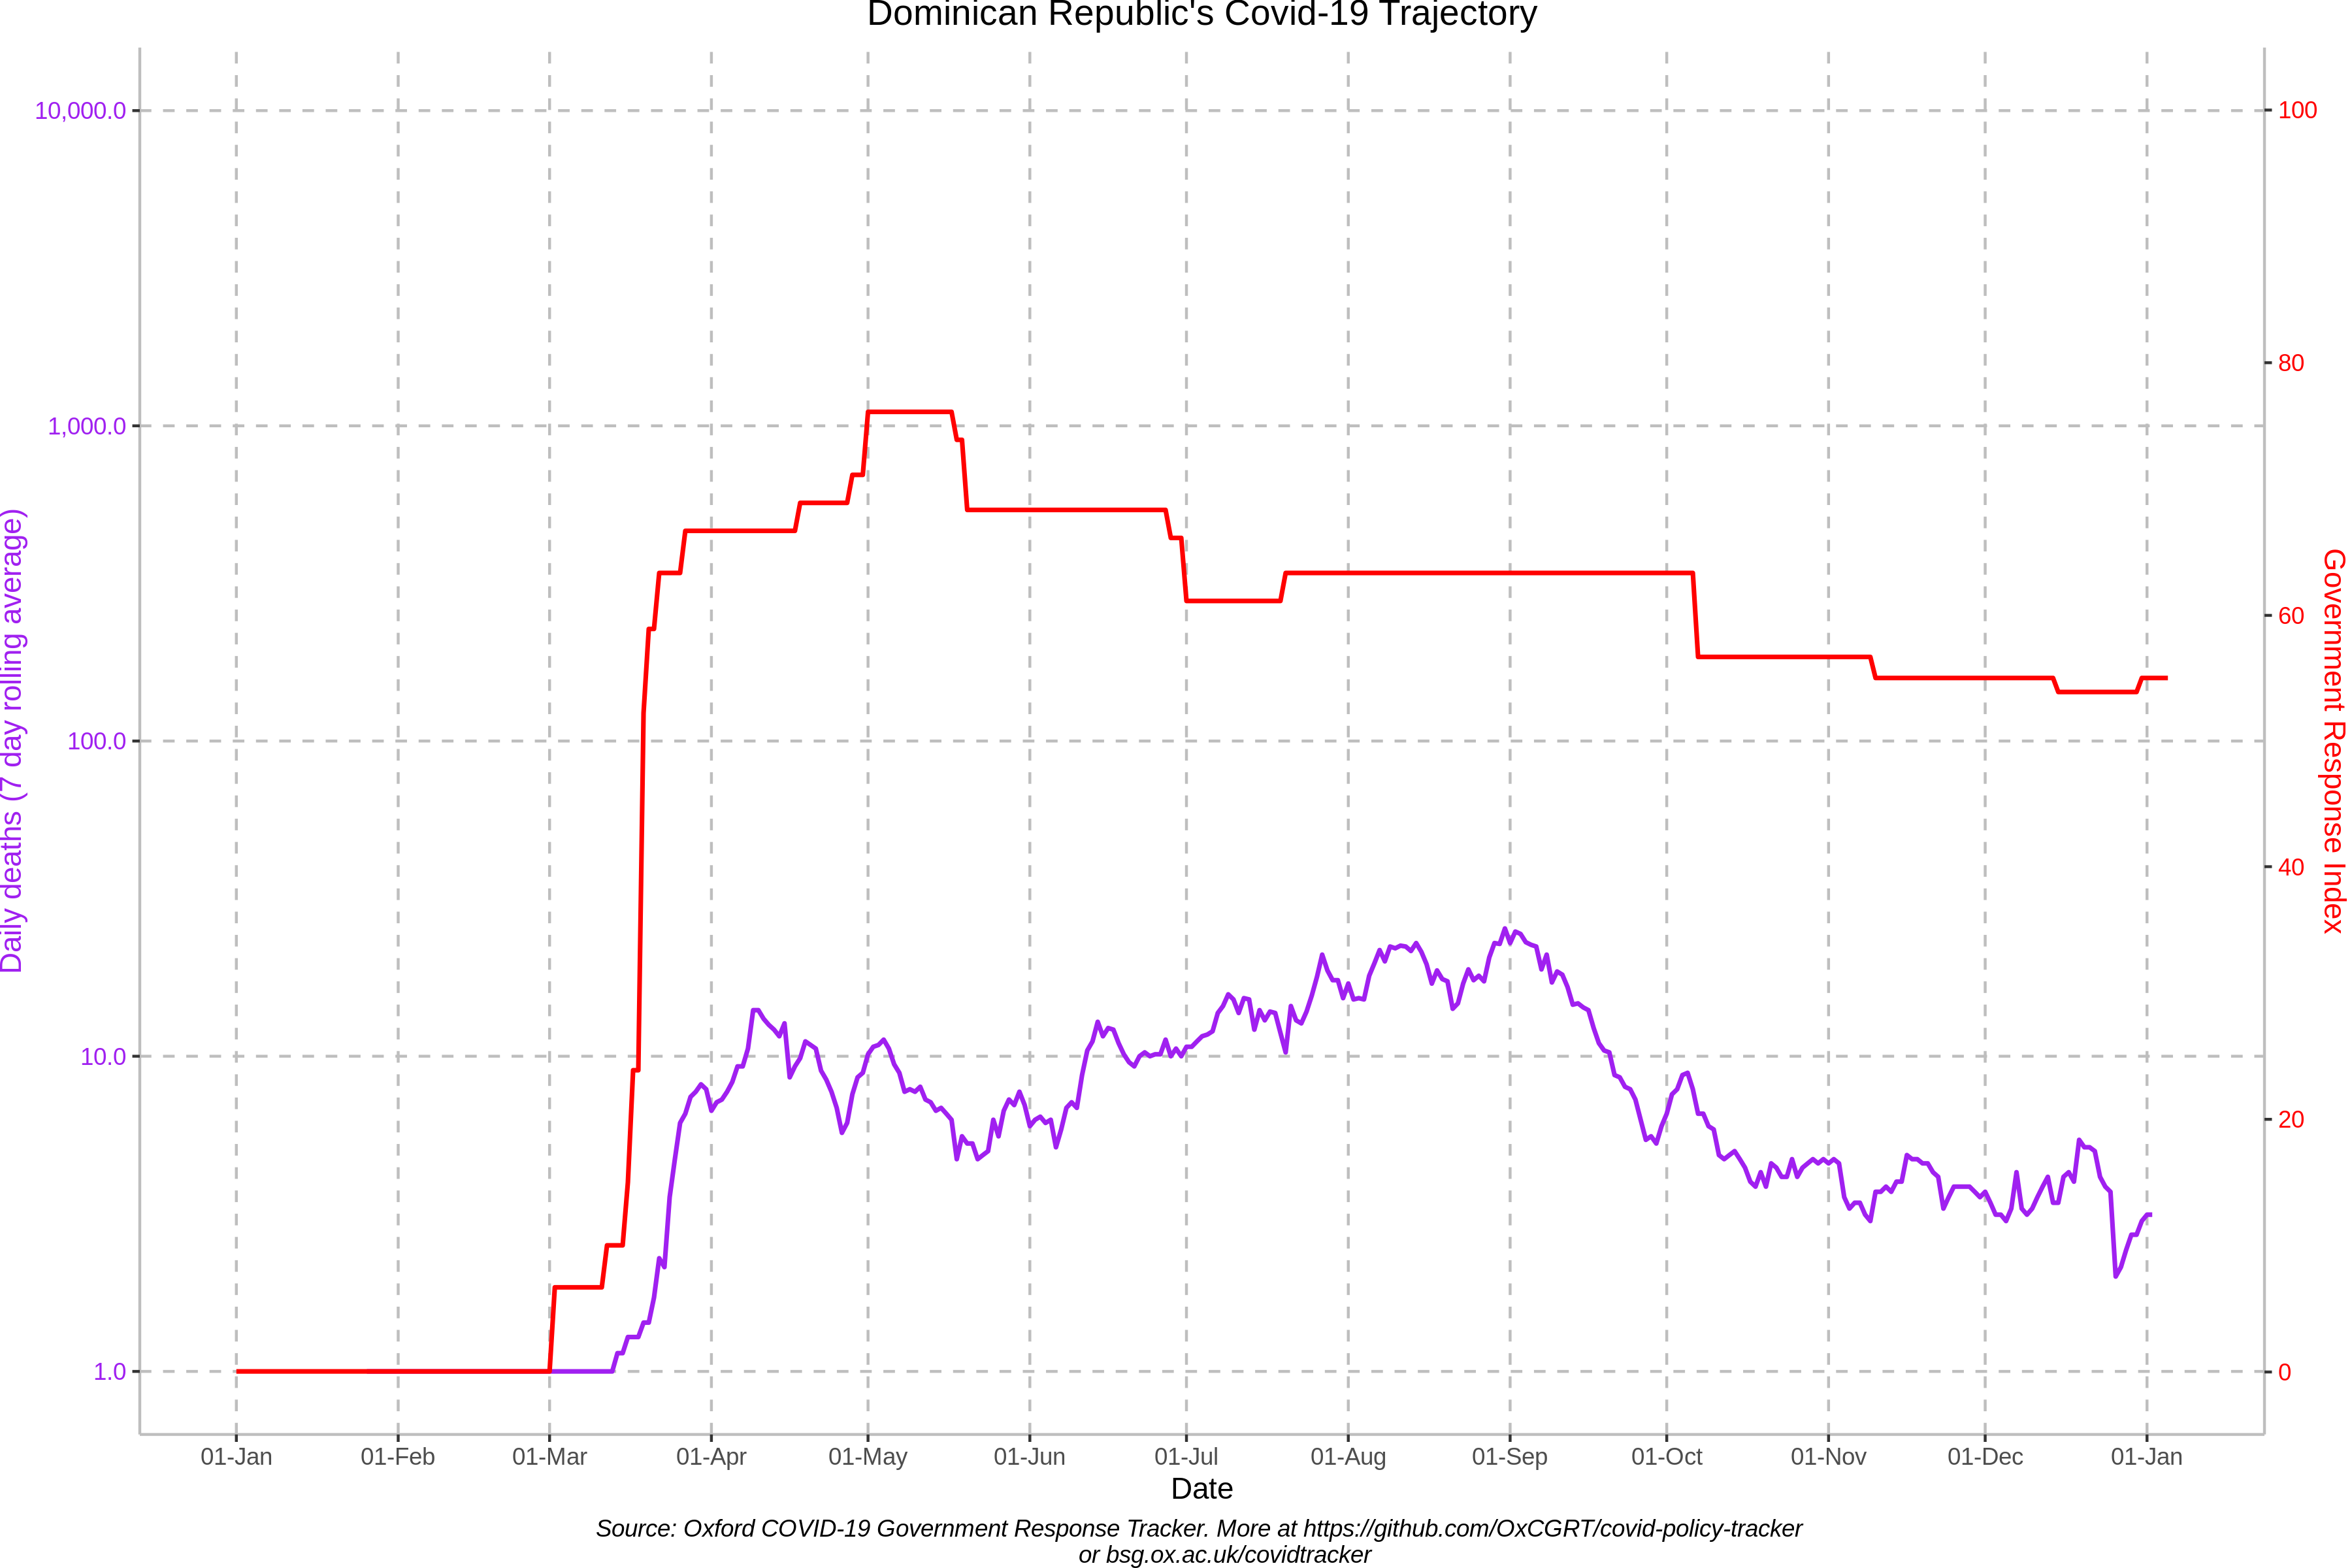 Dominican Republic's Covid-19 Trajectory
10,000.0
1,000.0
100.0
10.0
1.0
Daily deaths (7 day rolling average)
100
80
60
40
20
0
Government Response Index
01-Jan 01-Feb 01-Mar 01-Apr 01-May 01-Jun 01-Jul 01-Aug 01-Sep 01-Oct 01-Nov 01-Dec 01-Jan
Date
Source: Oxford COVID-19 Government Response Tracker. More at https://github.com/OxCGRT/covid-policy-tracker
or bsg.ox.ac.uk/covidtracker